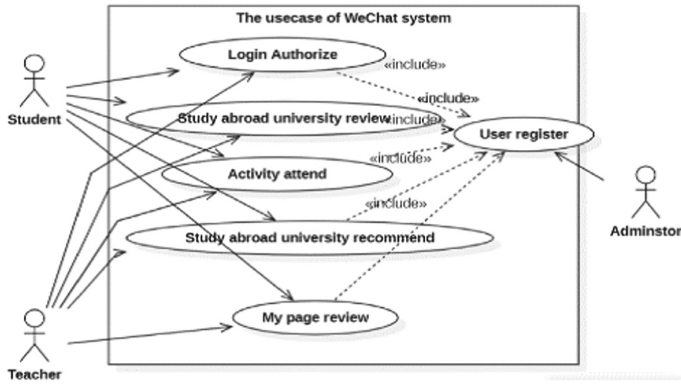 The usecase of WeChat system
Login Authorize
«include»
Student
«include»
Study abroad university review
«include»
User register
«include»
Activity attend
«include»
Adminstor
Study abroad university recommend
My page review
Teacher